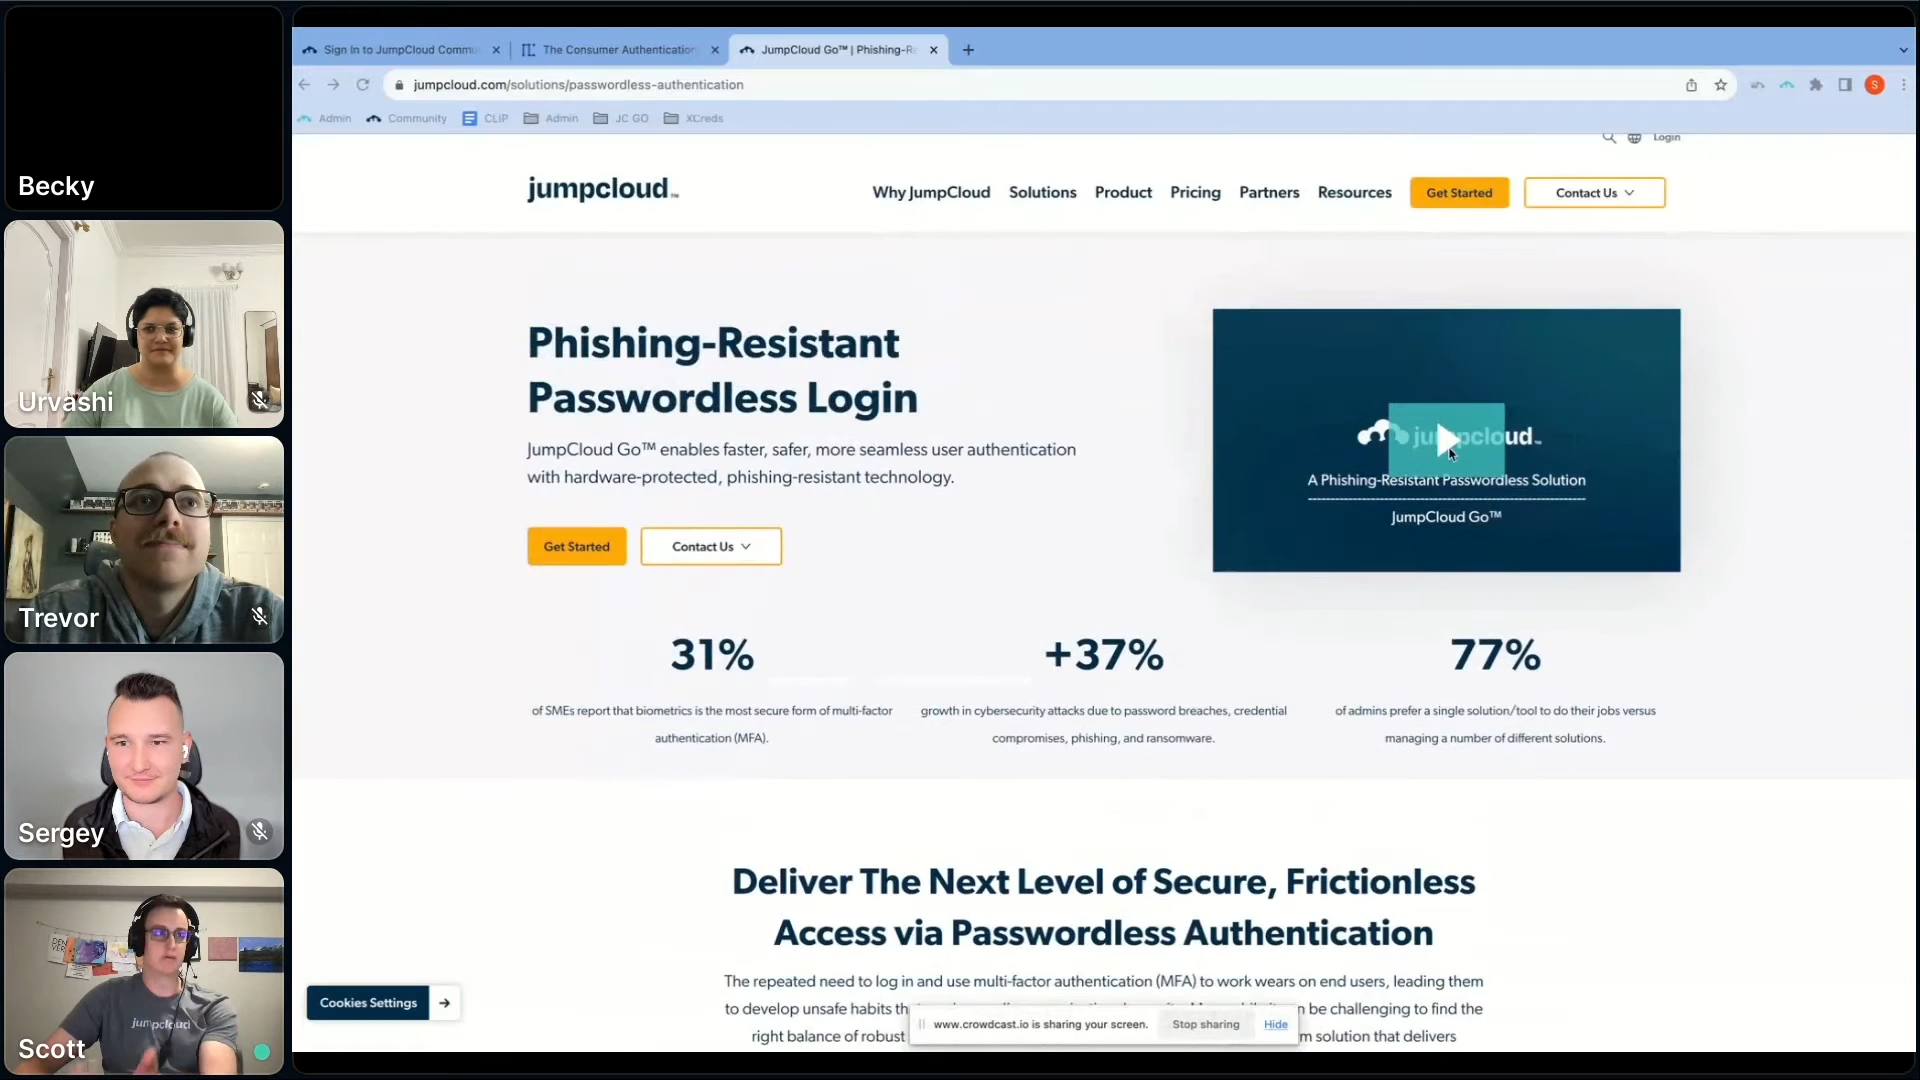 Becky
Urvashi
Trevor
Sergey
jumpcloud
Scott
Sign In to JumpCloud Commu
The Consumer Authentication
JumpCloud Go™ | Phishing-Re
jumpcloud.com/solutions/passwordless-authentication
S
Admin
Community
CLiP
Admin
JC GO
XCreds
Login
jumpcloud™
Why JumpCloud
Solutions
Product
Pricing
Partners
Resources
Get Started
Contact Us
Phishing-Resistant
Passwordless Login
JumpCloud Go™ enables faster, safer, more seamless user authentication
with hardware-protected, phishing-resistant technology.
Get Started
Contact Us
jumpcloud™
A Phishing-Resistant Passwordless Solution
JumpCloud Go™
31%
of SMEs report that biometrics is the most secure form of multi-factor
authentication (MFA).
+37%
growth in cybersecurity attacks due to password breaches, credential
compromises, phishing, and ransomware.
77%
of admins prefer a single solution/tool to do their jobs versus
managing a number of different solutions.
Deliver The Next Level of Secure, Frictionless
Access via Passwordless Authentication
The repeated need to log in and use multi-factor authentication (MFA) to work wears on end users, leading them
to develop unsafe habits be challenging to find the
right balance of robust solution that delivers
Cookies Settings
www.crowdcast.io is sharing your screen.
Stop sharing
Hide